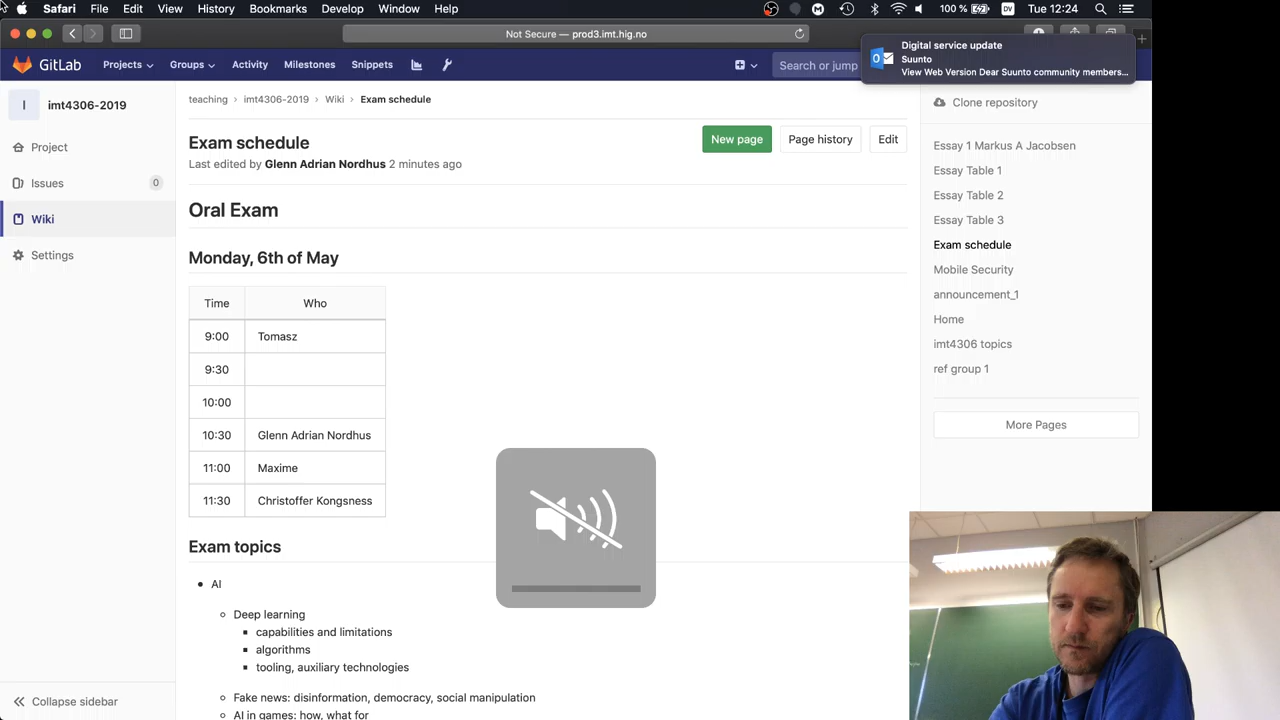 Safari File Edit View History Bookmarks Develop Window Help 100 % DV Tue 12:24
Not Secure — prod3.imt.hig.no
Digital service update
Suunto
View Web Version Dear Suunto community members...
GitLab Projects Groups Activity Milestones Snippets Search or jump
I imt4306-2019
Project
Issues 0
Wiki
Settings
Collapse sidebar
teaching › imt4306-2019 › Wiki › Exam schedule
Exam schedule
Last edited by Glenn Adrian Nordhus 2 minutes ago
New page Page history Edit
Oral Exam
Monday, 6th of May
Time Who
9:00 Tomasz
9:30
10:00
10:30 Glenn Adrian Nordhus
11:00 Maxime
11:30 Christoffer Kongsness
Exam topics
AI
Deep learning
capabilities and limitations
algorithms
tooling, auxiliary technologies
Fake news: disinformation, democracy, social manipulation
AI in games: how, what for
Clone repository
Essay 1 Markus A Jacobsen
Essay Table 1
Essay Table 2
Essay Table 3
Exam schedule
Mobile Security
announcement_1
Home
imt4306 topics
ref group 1
More Pages